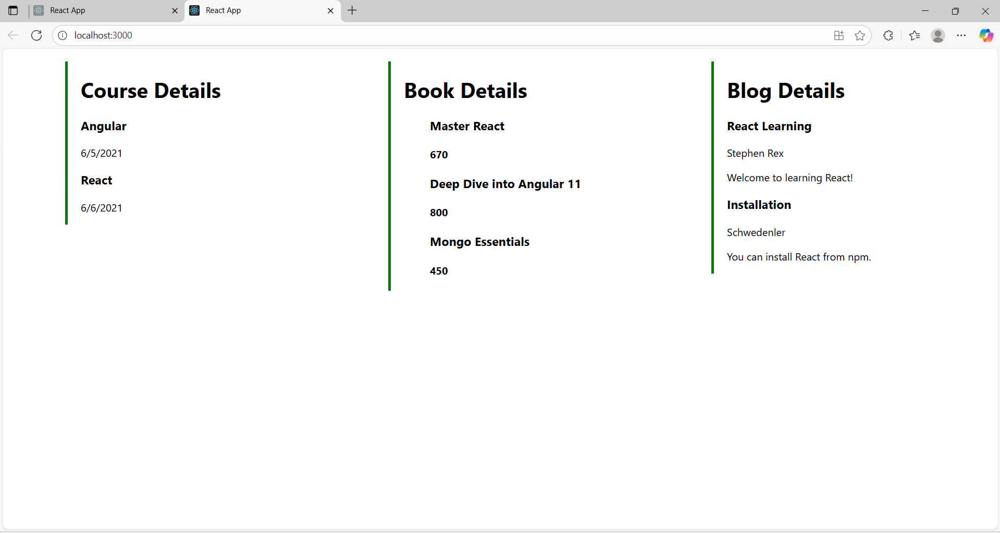 React App
React App
localhost:3000
Course Details
Angular
6/5/2021
React
6/6/2021
Book Details
Master React
670
Deep Dive into Angular 11
800
Mongo Essentials
450
Blog Details
React Learning
Stephen Rex
Welcome to learning React!
Installation
Schwedenler
You can install React from npm.